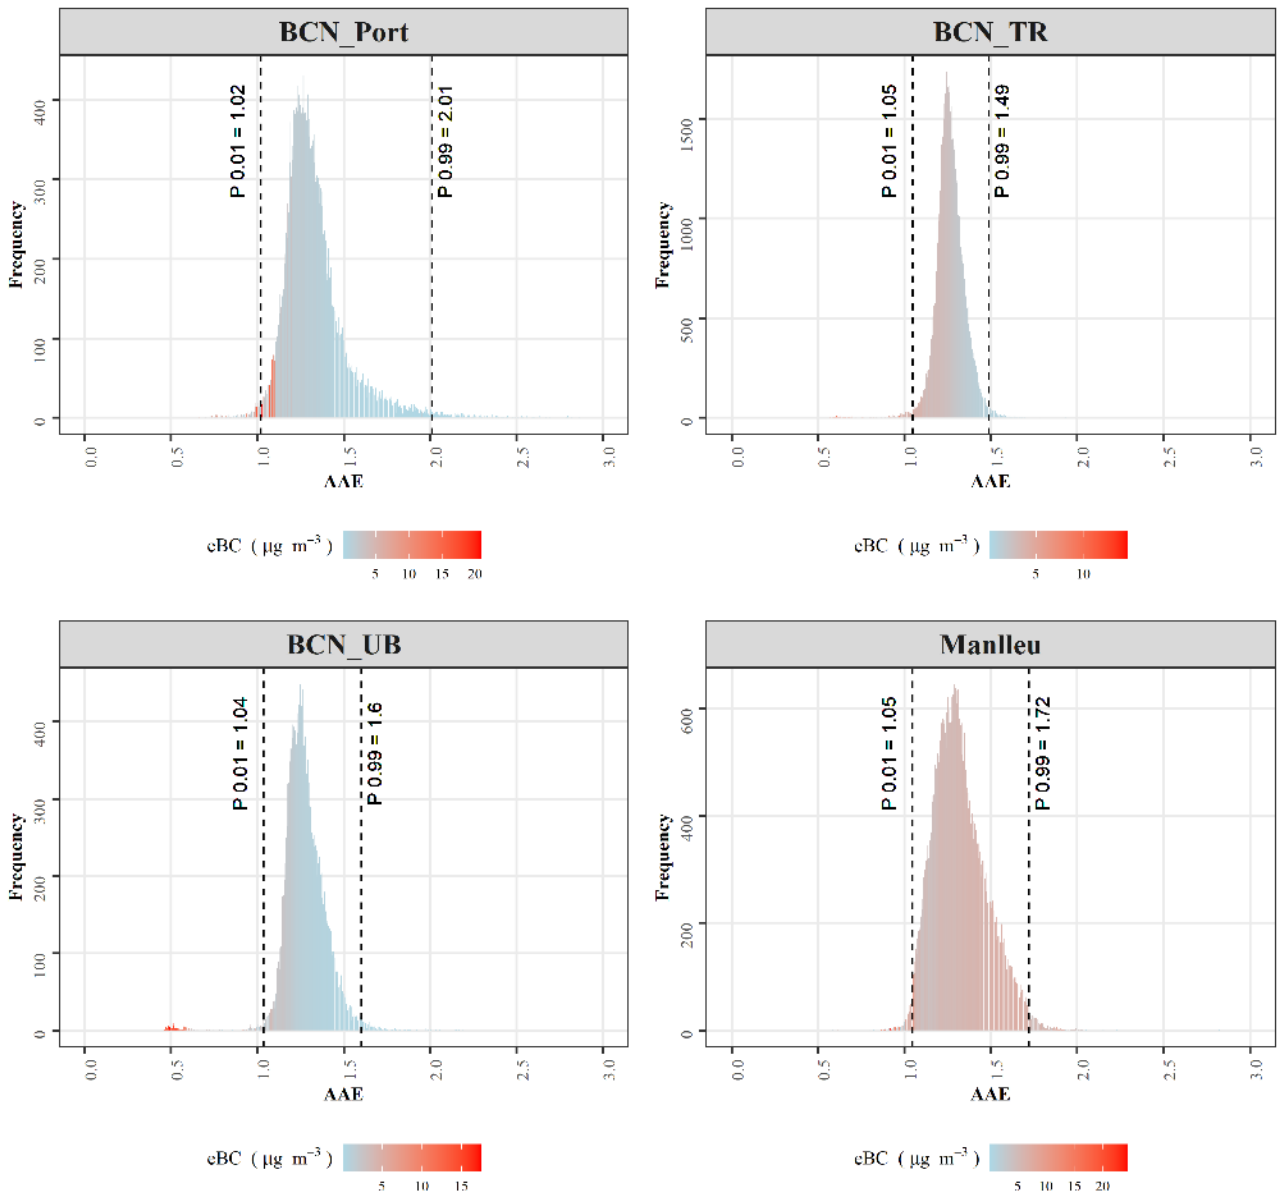 BCN_Port
P 0.01 = 1.02
P 0.99 = 2.01
Frequency
0 100 200 300 400
0.0 0.5 1.0 1.5 2.0 2.5 3.0
AAE
eBC ( μg m⁻³ )
5 10 15 20
BCN_TR
P 0.01 = 1.05
P 0.99 = 1.49
Frequency
0 500 1000 1500
0.0 0.5 1.0 1.5 2.0 2.5 3.0
AAE
eBC ( μg m⁻³ )
5 10
BCN_UB
P 0.01 = 1.04
P 0.99 = 1.6
Frequency
0 100 200 300 400
0.0 0.5 1.0 1.5 2.0 2.5 3.0
AAE
eBC ( μg m⁻³ )
5 10 15
Manlleu
P 0.01 = 1.05
P 0.99 = 1.72
Frequency
0 200 400 600
0.0 0.5 1.0 1.5 2.0 2.5 3.0
AAE
eBC ( μg m⁻³ )
5 10 15 20